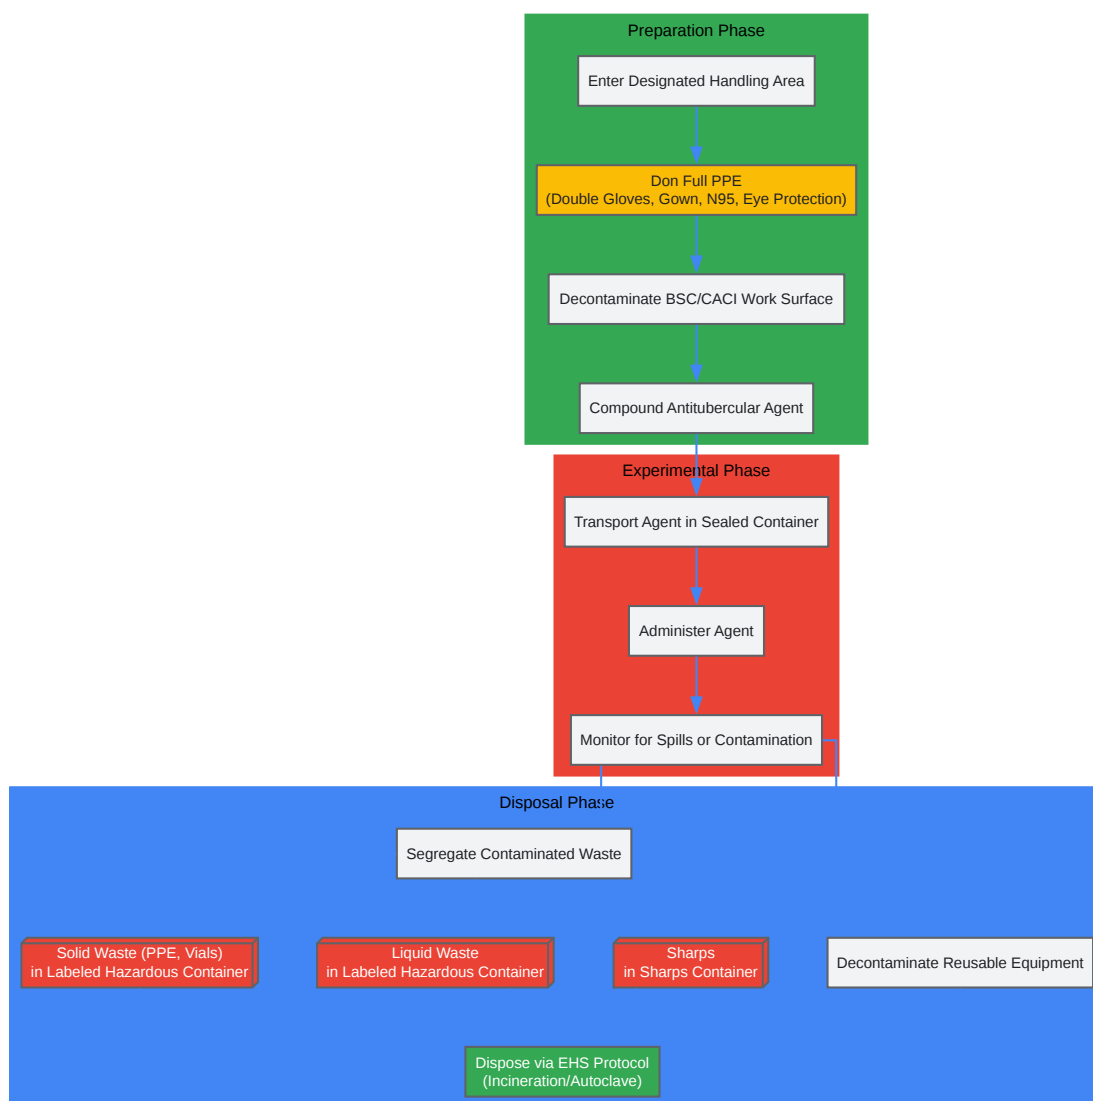 Preparation Phase
Enter Designated Handling Area
Don Full PPE
(Double Gloves, Gown, N95, Eye Protection)
Decontaminate BSC/CACI Work Surface
Compound Antitubercular Agent
Experimental Phase
Transport Agent in Sealed Container
Administer Agent
Monitor for Spills or Contamination
Disposal Phase
Segregate Contaminated Waste
Solid Waste (PPE, Vials)
in Labeled Hazardous Container
Liquid Waste
in Labeled Hazardous Container
Sharps
in Sharps Container
Decontaminate Reusable Equipment
Dispose via EHS Protocol
(Incineration/Autoclave)